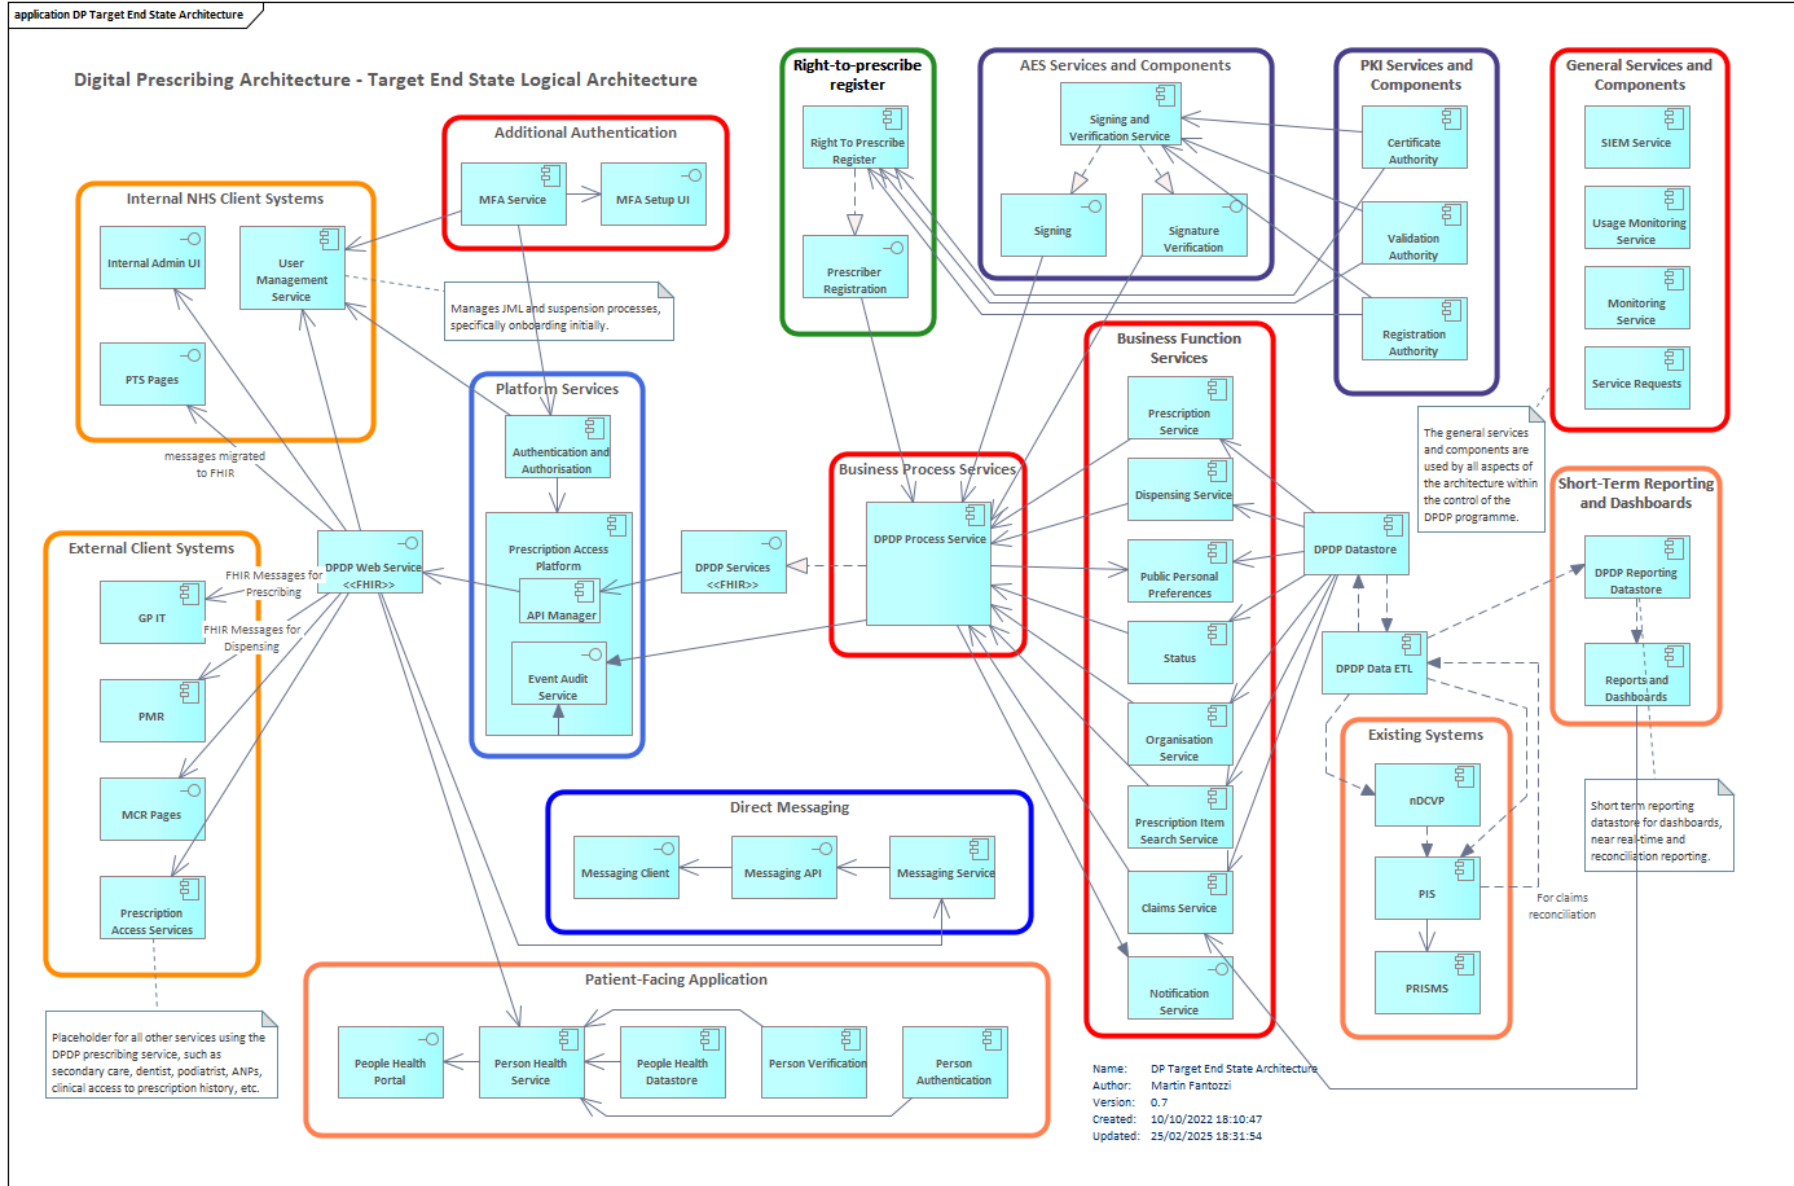 application DP Target End State Architecture
Digital Prescribing Architecture - Target End State Logical Architecture
Additional Authentication
MFA Service
MFA Setup UI
Internal NHS Client Systems
Internal Admin UI
User
Management
Service
PTS Pages
Manages JML and suspension processes,
specifically onboarding initially.
messages migrated
to FHIR
Right-to-prescribe
register
Right To Prescribe
Register
Prescriber
Registration
AES Services and Components
Signing and
Verification Service
Signing
Signature
Verification
PKI Services and
Components
Certificate
Authority
Validation
Authority
Registration
Authority
General Services and
Components
SIEM Service
Usage Monitoring
Service
Monitoring
Service
Service Requests
The general services
and components are
used by all aspects of
the architecture within
the control of the
DPDP programme.
Platform Services
Authentication and
Authorisation
Prescription Access
Platform
API Manager
Event Audit
Service
DPDP Services
<<FHIR>>
Business Process Services
DPDP Process Service
Business Function
Services
Prescription
Service
Dispensing Service
Public Personal
Preferences
Status
Organisation
Service
Prescription Item
Search Service
Claims Service
Notification
Service
DPDP Datastore
DPDP Data ETL
Short-Term Reporting
and Dashboards
DPDP Reporting
Datastore
Reports and
Dashboards
Short term reporting
datastore for dashboards,
near real-time and
reconciliation reporting.
Existing Systems
nDCVP
PIS
PRISMS
For claims
reconciliation
External Client Systems
GP IT
PMR
MCR Pages
Prescription
Access Services
DPDP Web Service
<<FHIR>>
FHIR Messages for
Prescribing
FHIR Messages for
Dispensing
Placeholder for all other services using the
DPDP prescribing service, such as
secondary care, dentist, podiatrist, ANPs,
clinical access to prescription history, etc.
Direct Messaging
Messaging Client
Messaging API
Messaging Service
Patient-Facing Application
People Health
Portal
Person Health
Service
People Health
Datastore
Person Verification
Person
Authentication
Name: DP Target End State Architecture
Author: Martin Fantozzi
Version: 0.7
Created: 10/10/2022 18:10:47
Updated: 25/02/2025 18:31:54